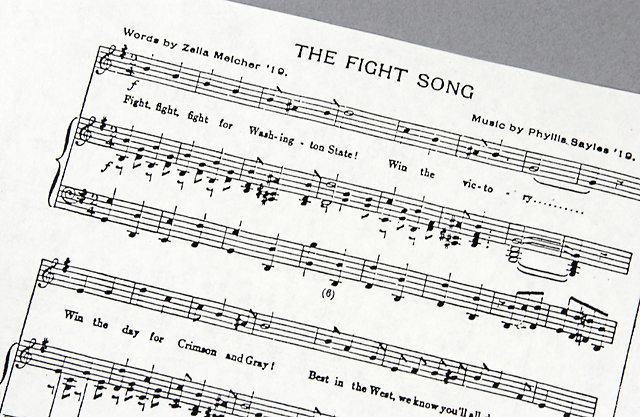 Words by Zella Melcher '19.
THE FIGHT SONG
Music by Phyllis Sayles '19.
Fight, fight, fight for Wash-ing - ton State! Win the vic-to - ry..........
(6)
Win the day for Crimson and Gray! Best in the West, we know you'll all